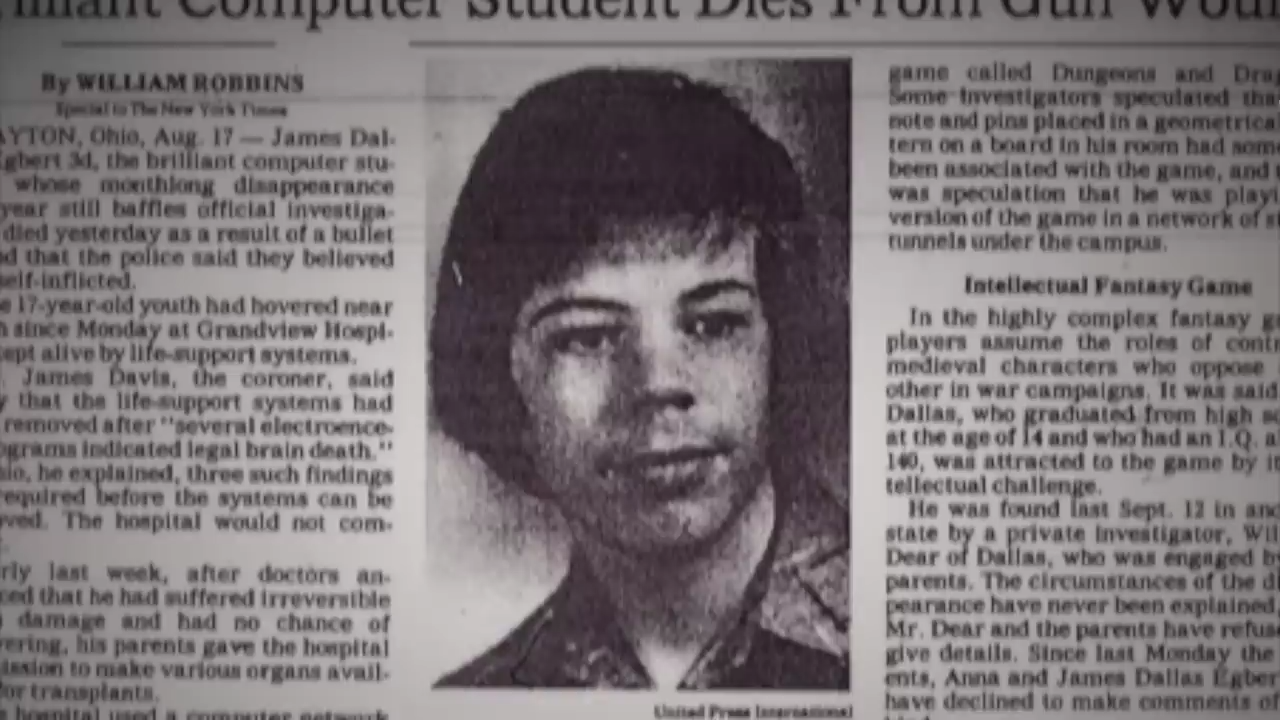 Computer Student Dies From Gun
By WILLIAM ROBBINS
Special to The New York Times
AYTON, Ohio, Aug. 17 — James Dal-
gbert 3d, the brilliant computer stu-
whose monthlong disappearance
year still baffles official investiga-
died yesterday as a result of a bullet
d that the police said they believed
self-inflicted.
e 17-year-old youth had hovered near
h since Monday at Grandview Hospi-
ept alive by life-support systems.
. James Davis, the coroner, said
y that the life-support systems had
removed after "several electroence-
ograms indicated legal brain death."
io, he explained, three such findings
required before the systems can be
ved. The hospital would not com-
rly last week, after doctors an-
ced that he had suffered irreversible
damage and had no chance of
vering, his parents gave the hospital
ission to make various organs avail-
for transplants.
hospital used a computer network
United Press International
game called Dungeons and Dra
Some investigators speculated tha
note and pins placed in a geometrica
tern on a board in his room had som
been associated with the game, and
was speculation that he was playi
version of the game in a network of s
tunnels under the campus.
Intellectual Fantasy Game
In the highly complex fantasy g
players assume the roles of cont
medieval characters who oppose
other in war campaigns. It was said
Dallas, who graduated from high sc
at the age of 14 and who had an I.Q. a
140, was attracted to the game by i
tellectual challenge.
He was found last Sept. 12 in an
state by a private investigator, Wil
Dear of Dallas, who was engaged b
parents. The circumstances of the di
pearance have never been explained
Mr. Dear and the parents have refus
give details. Since last Monday the
ents, Anna and James Dallas Egber
have declined to make comments of